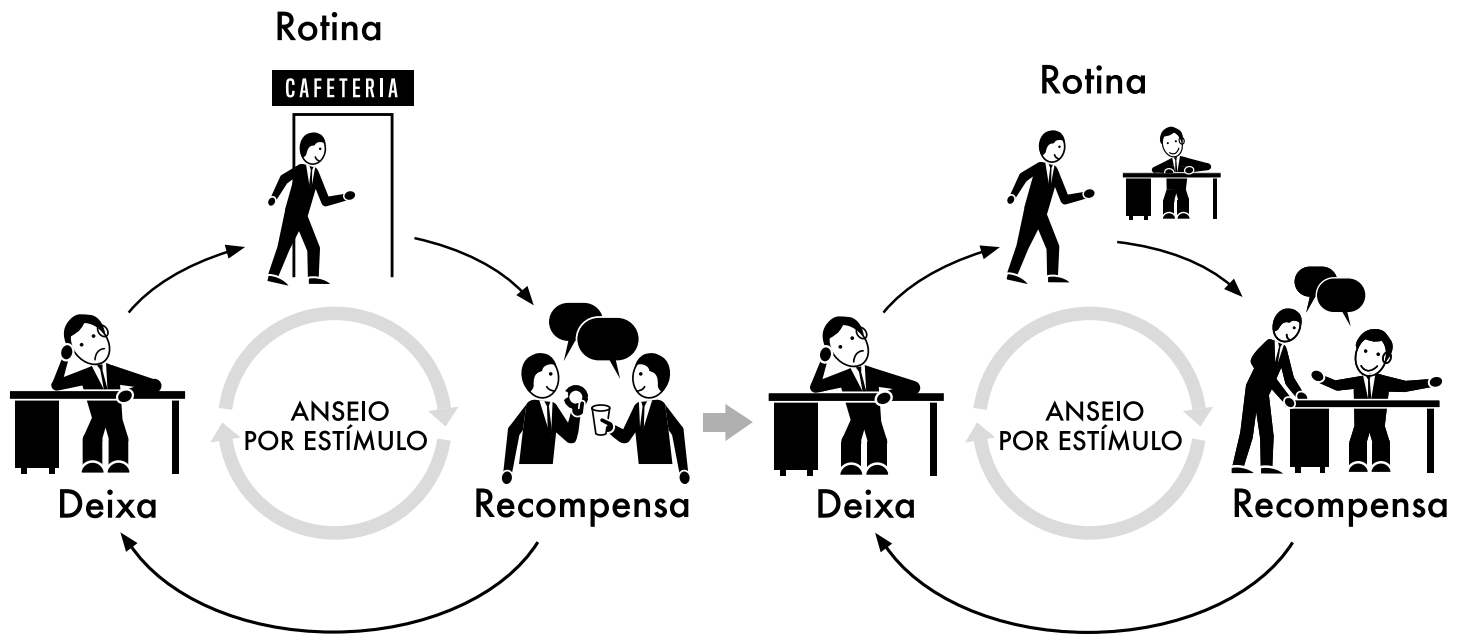 Rotina
CAFETERIA
ANSEIO
POR ESTÍMULO
Deixa
Recompensa
Rotina
ANSEIO
POR ESTÍMULO
Deixa
Recompensa